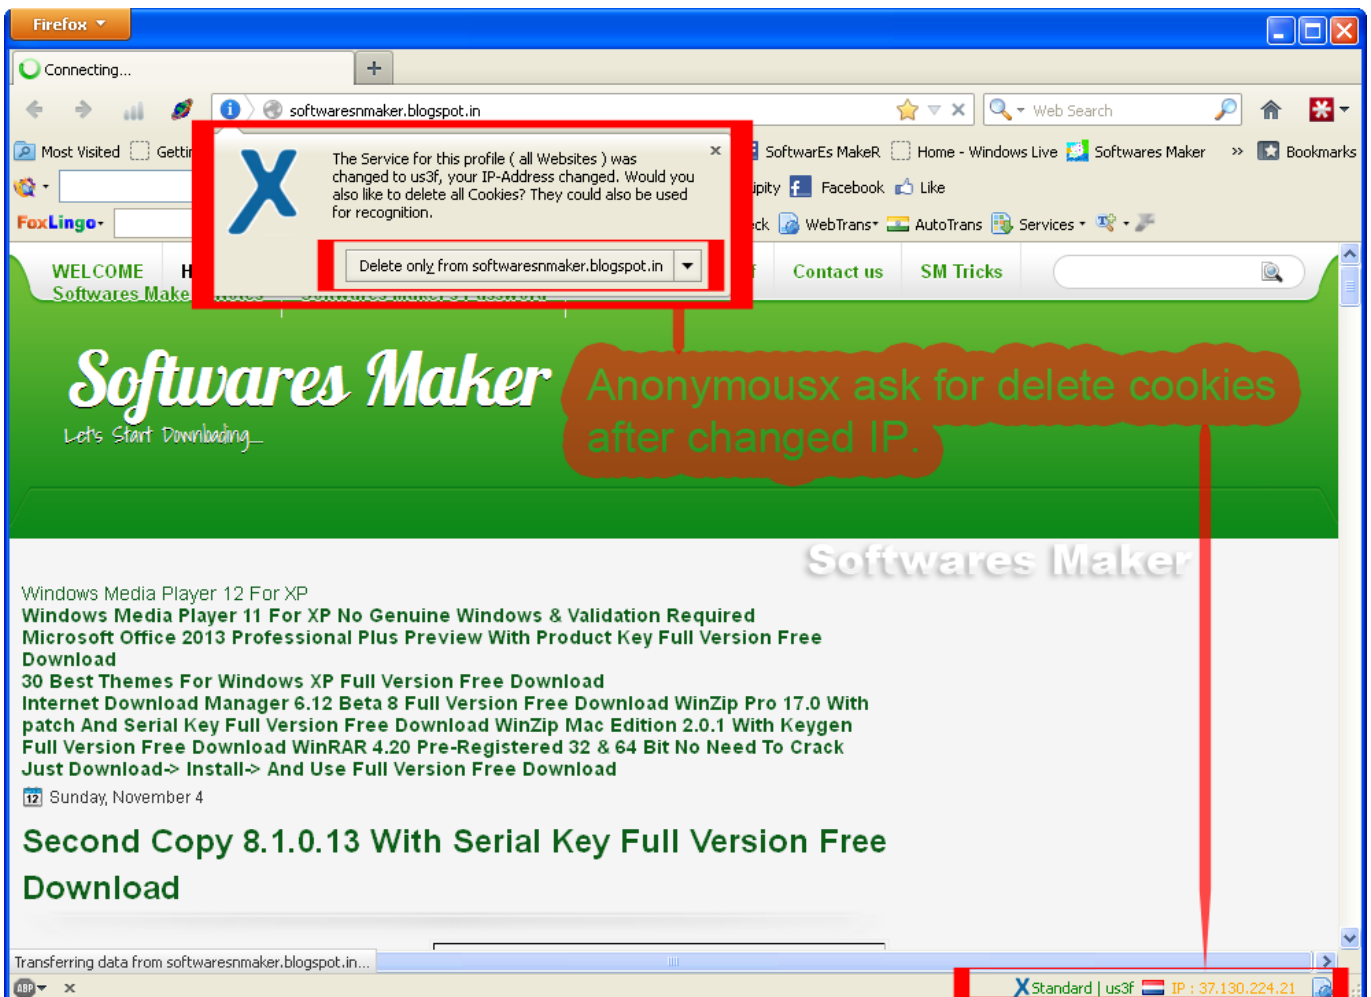 Firefox
Connecting...
softwaresnmaker.blogspot.in
Web Search
Most Visited
SoftwarEs MakeR
Home - Windows Live
Softwares Maker
»
Bookmarks
The Service for this profile ( all Websites ) was
changed to us3f, your IP-Address changed. Would you
also like to delete all Cookies? They could also be used
for recognition.
Delete only from softwaresnmaker.blogspot.in
Facebook
Like
FoxLingo
WebTrans
AutoTrans
Services
WELCOME
Contact us
SM Tricks
Softwares Maker
Let's Start Downloading...
Anonymousx ask for delete cookies
after changed IP.
Softwares Maker
Windows Media Player 12 For XP
Windows Media Player 11 For XP No Genuine Windows & Validation Required
Microsoft Office 2013 Professional Plus Preview With Product Key Full Version Free
Download
30 Best Themes For Windows XP Full Version Free Download
Internet Download Manager 6.12 Beta 8 Full Version Free Download WinZip Pro 17.0 With
patch And Serial Key Full Version Free Download WinZip Mac Edition 2.0.1 With Keygen
Full Version Free Download WinRAR 4.20 Pre-Registered 32 & 64 Bit No Need To Crack
Just Download-> Install-> And Use Full Version Free Download
12 Sunday, November 4
Second Copy 8.1.0.13 With Serial Key Full Version Free
Download
Transferring data from softwaresnmaker.blogspot.in...
ABP
Standard | us3f IP : 37.130.224.21